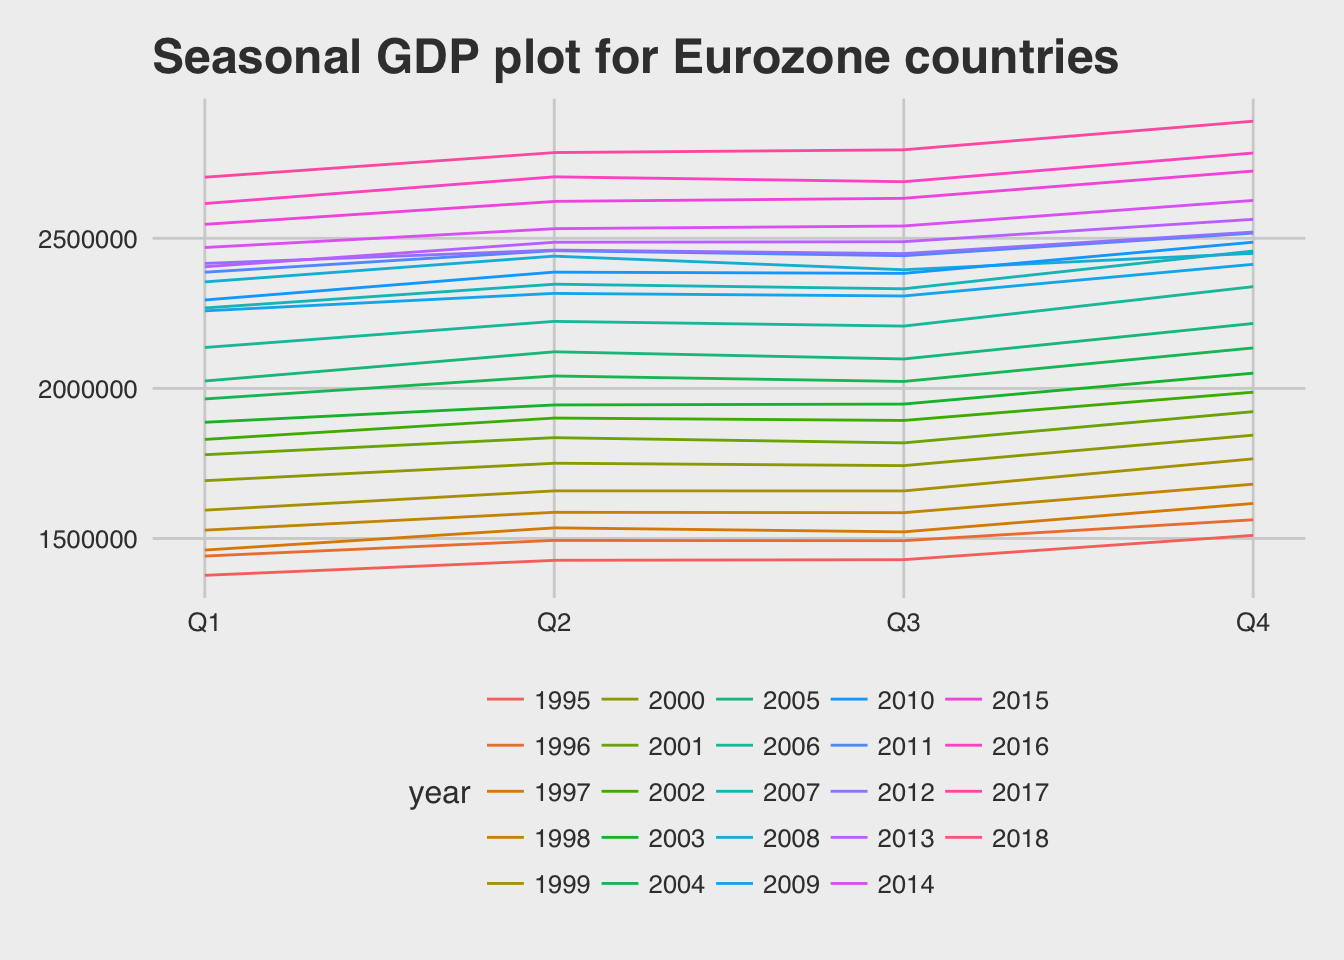 Seasonal GDP plot for Eurozone countries
2500000
2000000
1500000
Q1 Q2 Q3 Q4
1995 2000 2005 2010 2015
1996 2001 2006 2011 2016
year 1997 2002 2007 2012 2017
1998 2003 2008 2013 2018
1999 2004 2009 2014